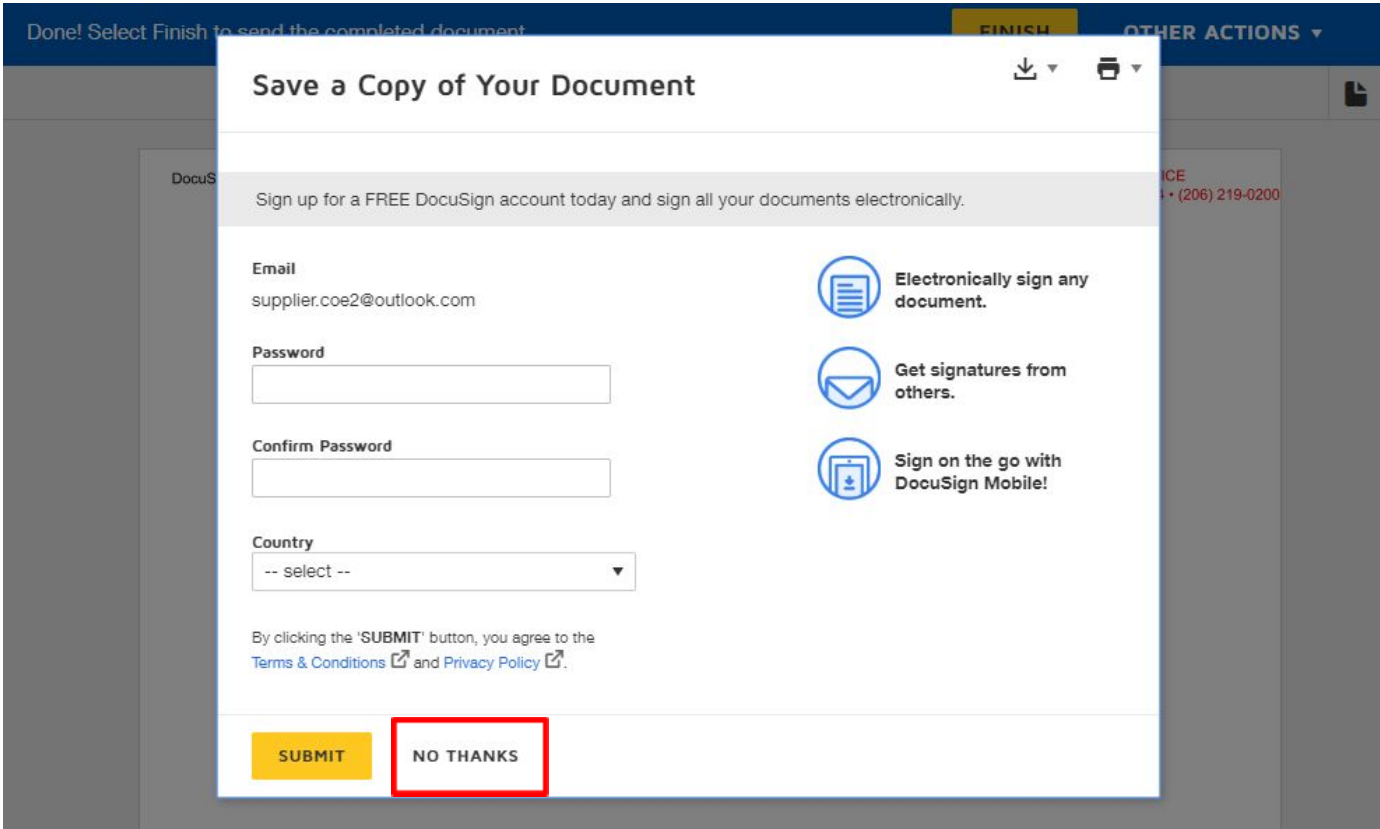 Done! Select Finish to send the completed document
FINISH
OTHER ACTIONS
Save a Copy of Your Document
DocuS
ICE
• (206) 219-0200
Sign up for a FREE DocuSign account today and sign all your documents electronically.
Email
supplier.coe2@outlook.com
Electronically sign any
document.
Password
Get signatures from
others.
Confirm Password
Sign on the go with
DocuSign Mobile!
Country
-- select --
By clicking the 'SUBMIT' button, you agree to the
Terms & Conditions and Privacy Policy.
SUBMIT
NO THANKS